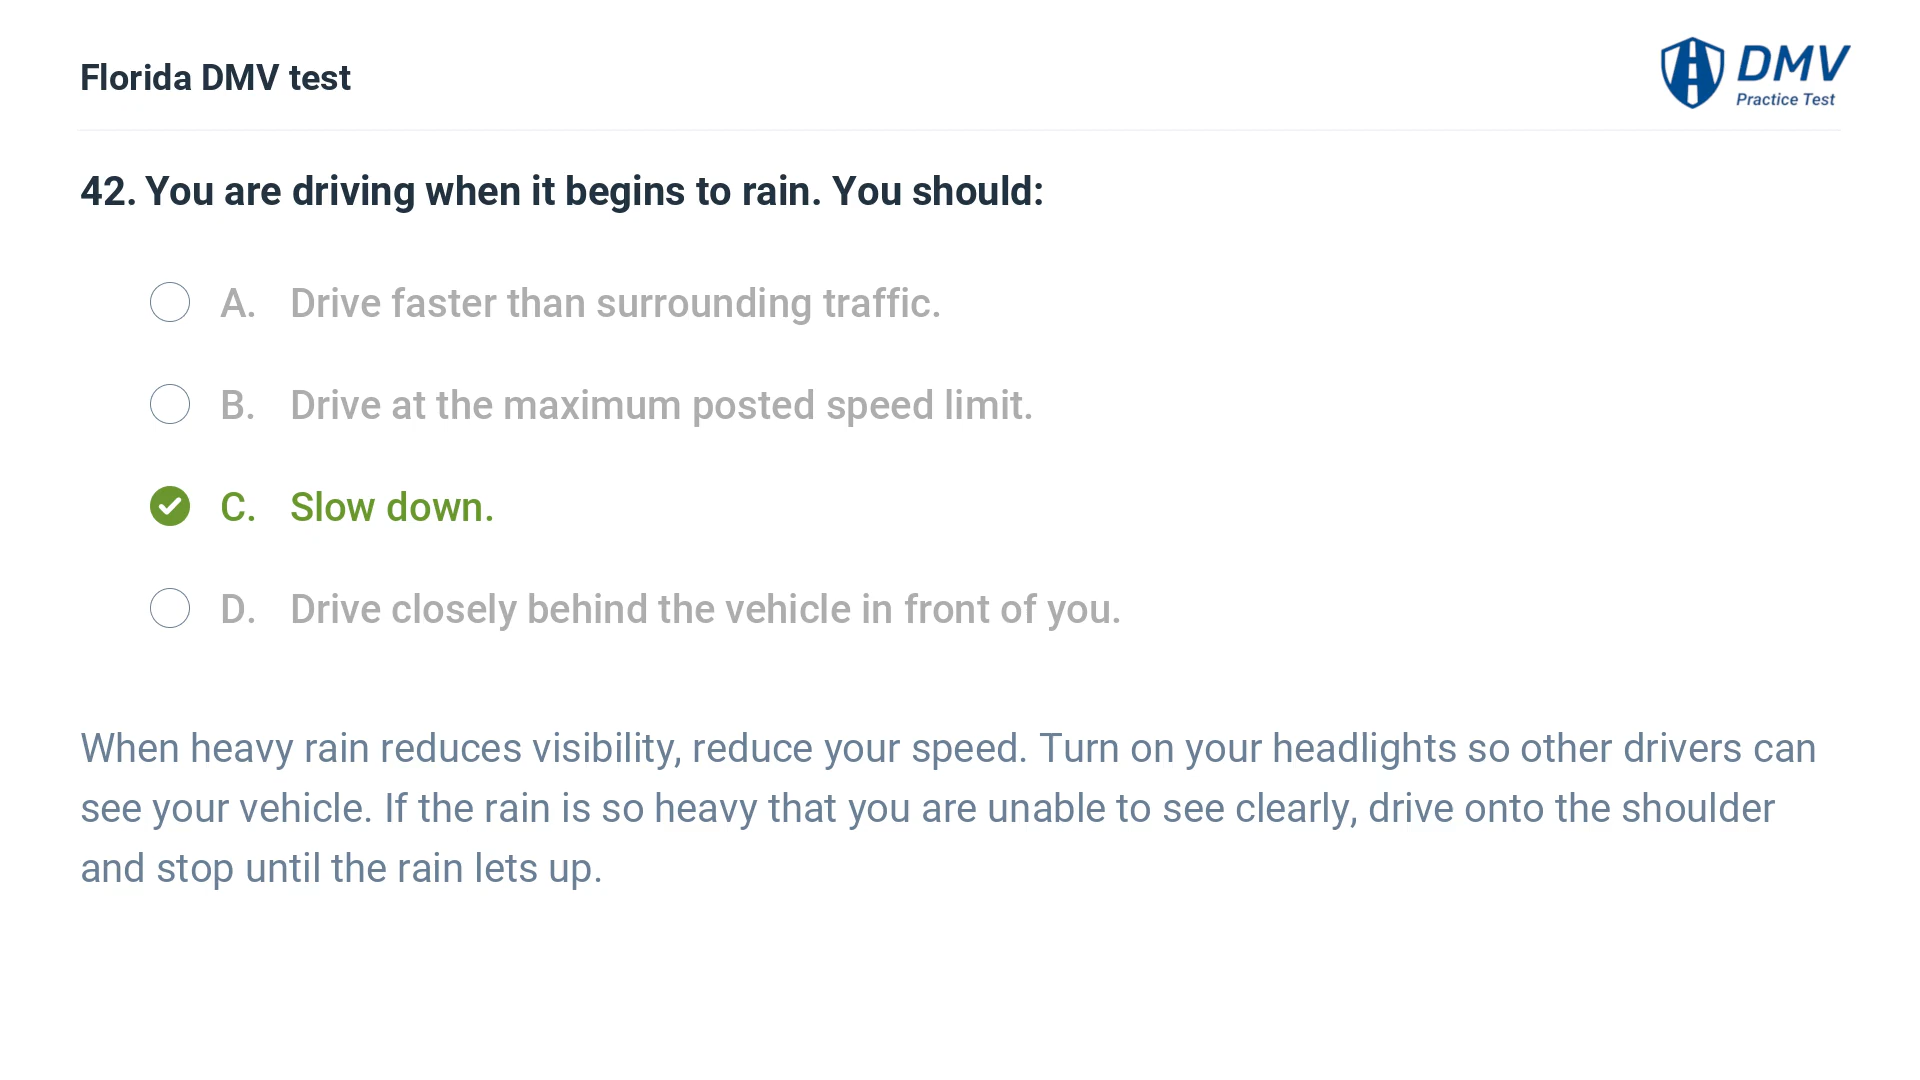 Florida DMV test
DMV
Practice Test
42. You are driving when it begins to rain. You should:
A. Drive faster than surrounding traffic.
B. Drive at the maximum posted speed limit.
C. Slow down.
D. Drive closely behind the vehicle in front of you.
When heavy rain reduces visibility, reduce your speed. Turn on your headlights so other drivers can
see your vehicle. If the rain is so heavy that you are unable to see clearly, drive onto the shoulder
and stop until the rain lets up.